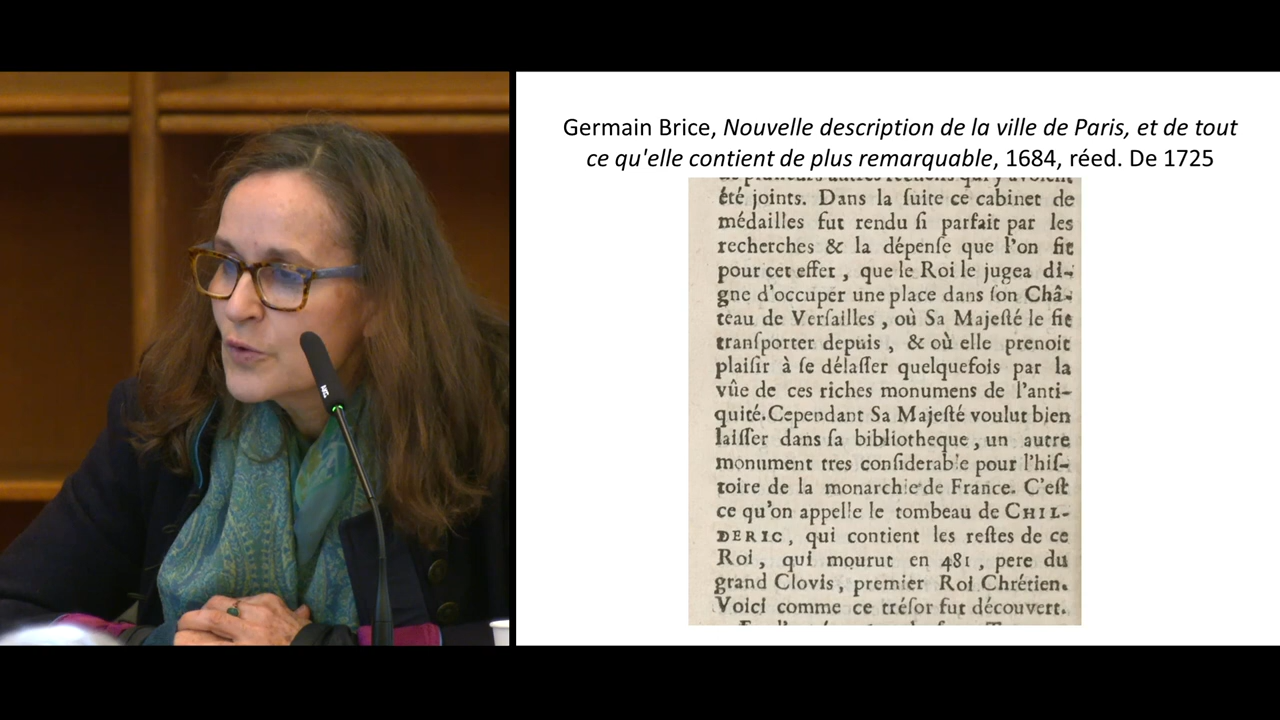 Germain Brice, Nouvelle description de la ville de Paris, et de tout
ce qu'elle contient de plus remarquable, 1684, réed. De 1725
de pluſieurs autres recueils qui y avoient
été joints. Dans la ſuite ce cabinet de
médailles fut rendu ſi parfait par les
recherches & la dépenſe que l'on fit
pour cet effet , que le Roi le jugea di-
gne d'occuper une place dans ſon Châ-
teau de Verſailles , où Sa Majeſté le fit
tranſporter depuis , & où elle prenoit
plaiſir à ſe délaſſer quelquefois par la
vûe de ces riches monumens de l'anti-
quité. Cependant Sa Majeſté voulut bien
laiſſer dans ſa bibliotheque , un autre
monument tres conſiderable pour l'hiſ-
toire de la monarchie de France. C'eſt
ce qu'on appelle le tombeau de CHIL-
DERIC , qui contient les reſtes de ce
Roi , qui mourut en 481 , pere du
grand Clovis , premier Roi Chrétien.
Voici comme ce tréſor fut découvert.